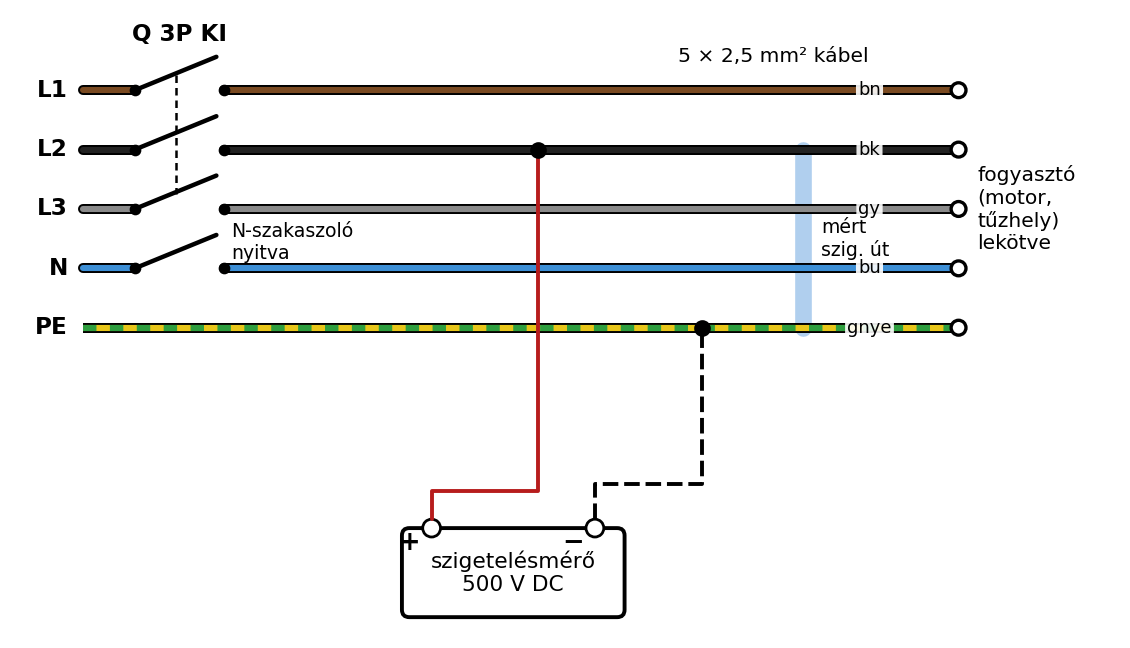 Q 3P KI
5 × 2,5 mm² kábel
L1
bn
L2
bk
L3
gy
N-szakaszoló
nyitva
mért
szig. út
fogyasztó
(motor,
tűzhely)
lekötve
N
bu
PE
gnye
+
−
szigetelésmérő
500 V DC